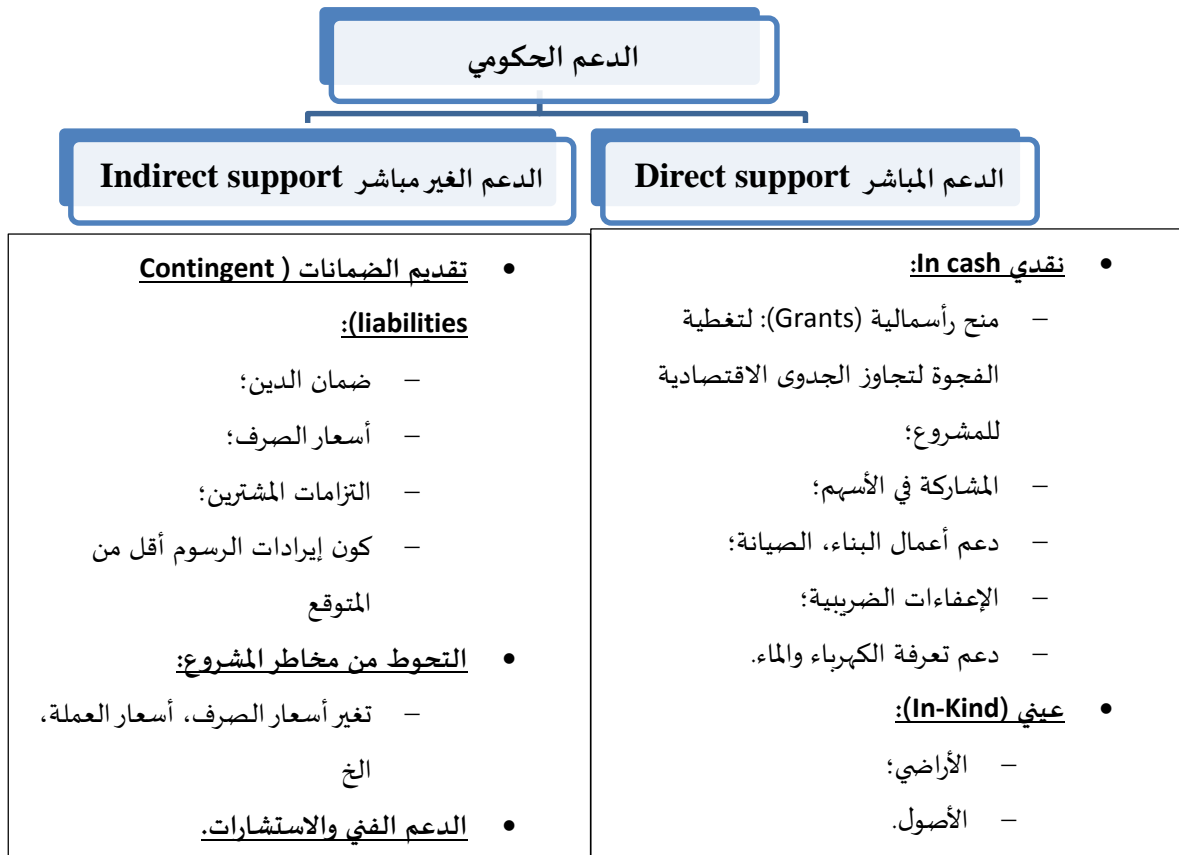 الدعم الحكومي
الدعم المباشر Direct support
الدعم الغير مباشر Indirect support
• نقدي In cash:
– منح رأسمالية (Grants): لتغطية
الفجوة لتجاوز الجدوى الاقتصادية
للمشروع؛
– المشاركة في الأسهم؛
– دعم أعمال البناء، الصيانة؛
– الإعفاءات الضريبية؛
– دعم تعرفة الكهرباء والماء.
• عيني (In-Kind):
– الأراضي؛
– الأصول.
• تقديم الضمانات ( Contingent
liabilities):
– ضمان الدين؛
– أسعار الصرف؛
– التزامات المشترين؛
– كون إيرادات الرسوم أقل من
المتوقع
• التحوط من مخاطر المشروع:
– تغير أسعار الصرف، أسعار العملة،
الخ
• الدعم الفني والاستشارات.